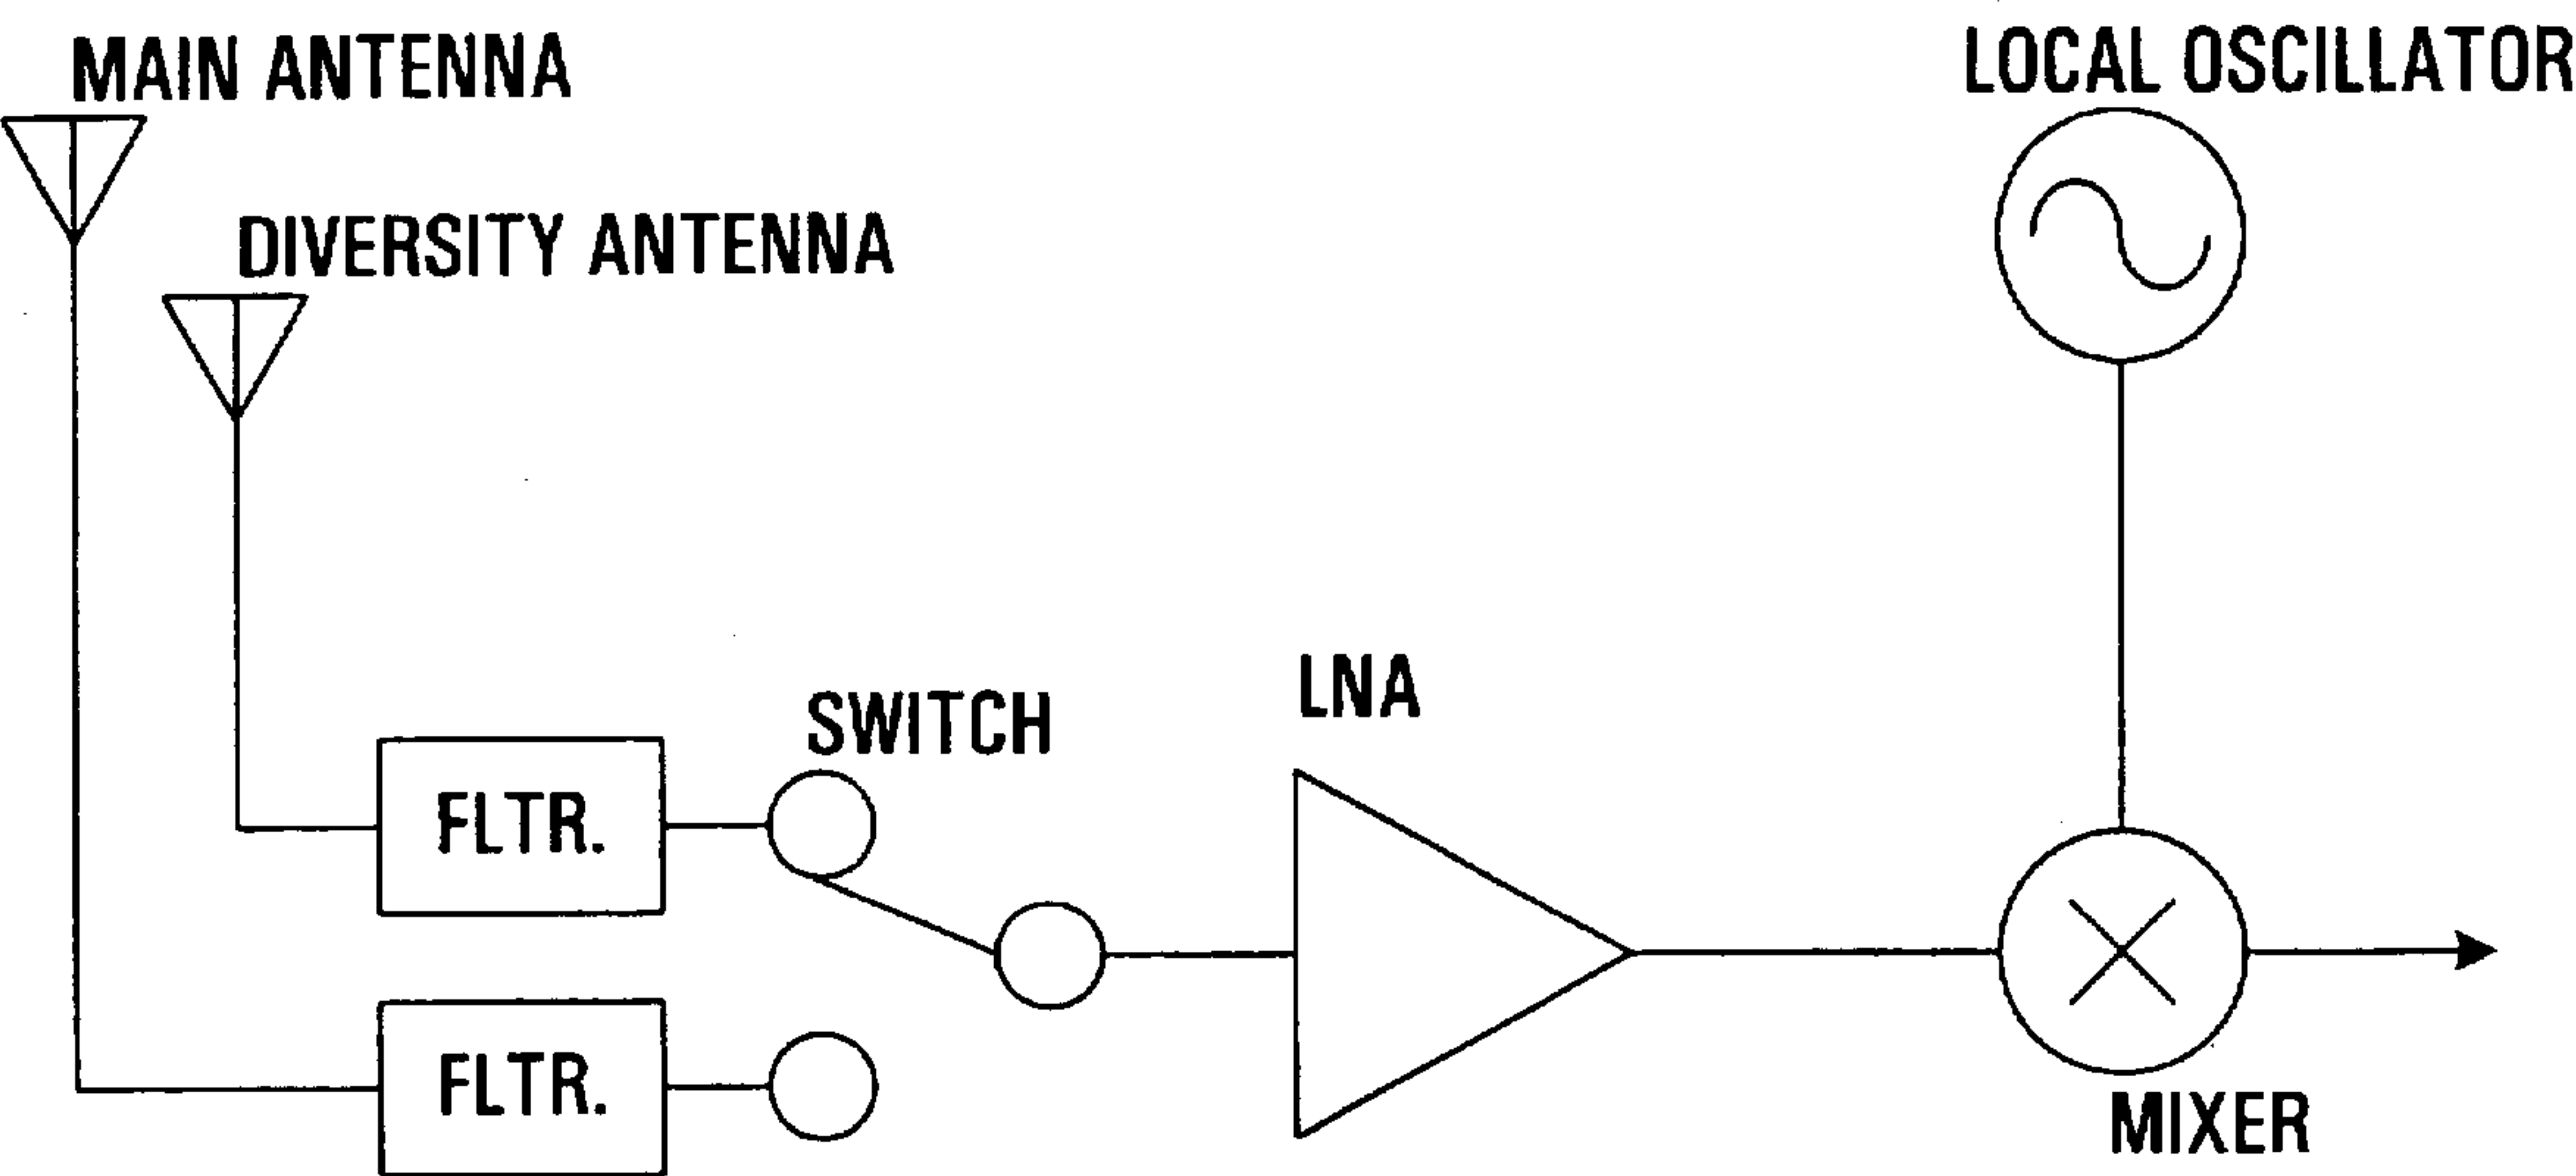 MAIN ANTENNA
LOCAL OSCILLATOR
DIVERSITY ANTENNA
SWITCH
LNA
FLTR.
FLTR.
MIXER